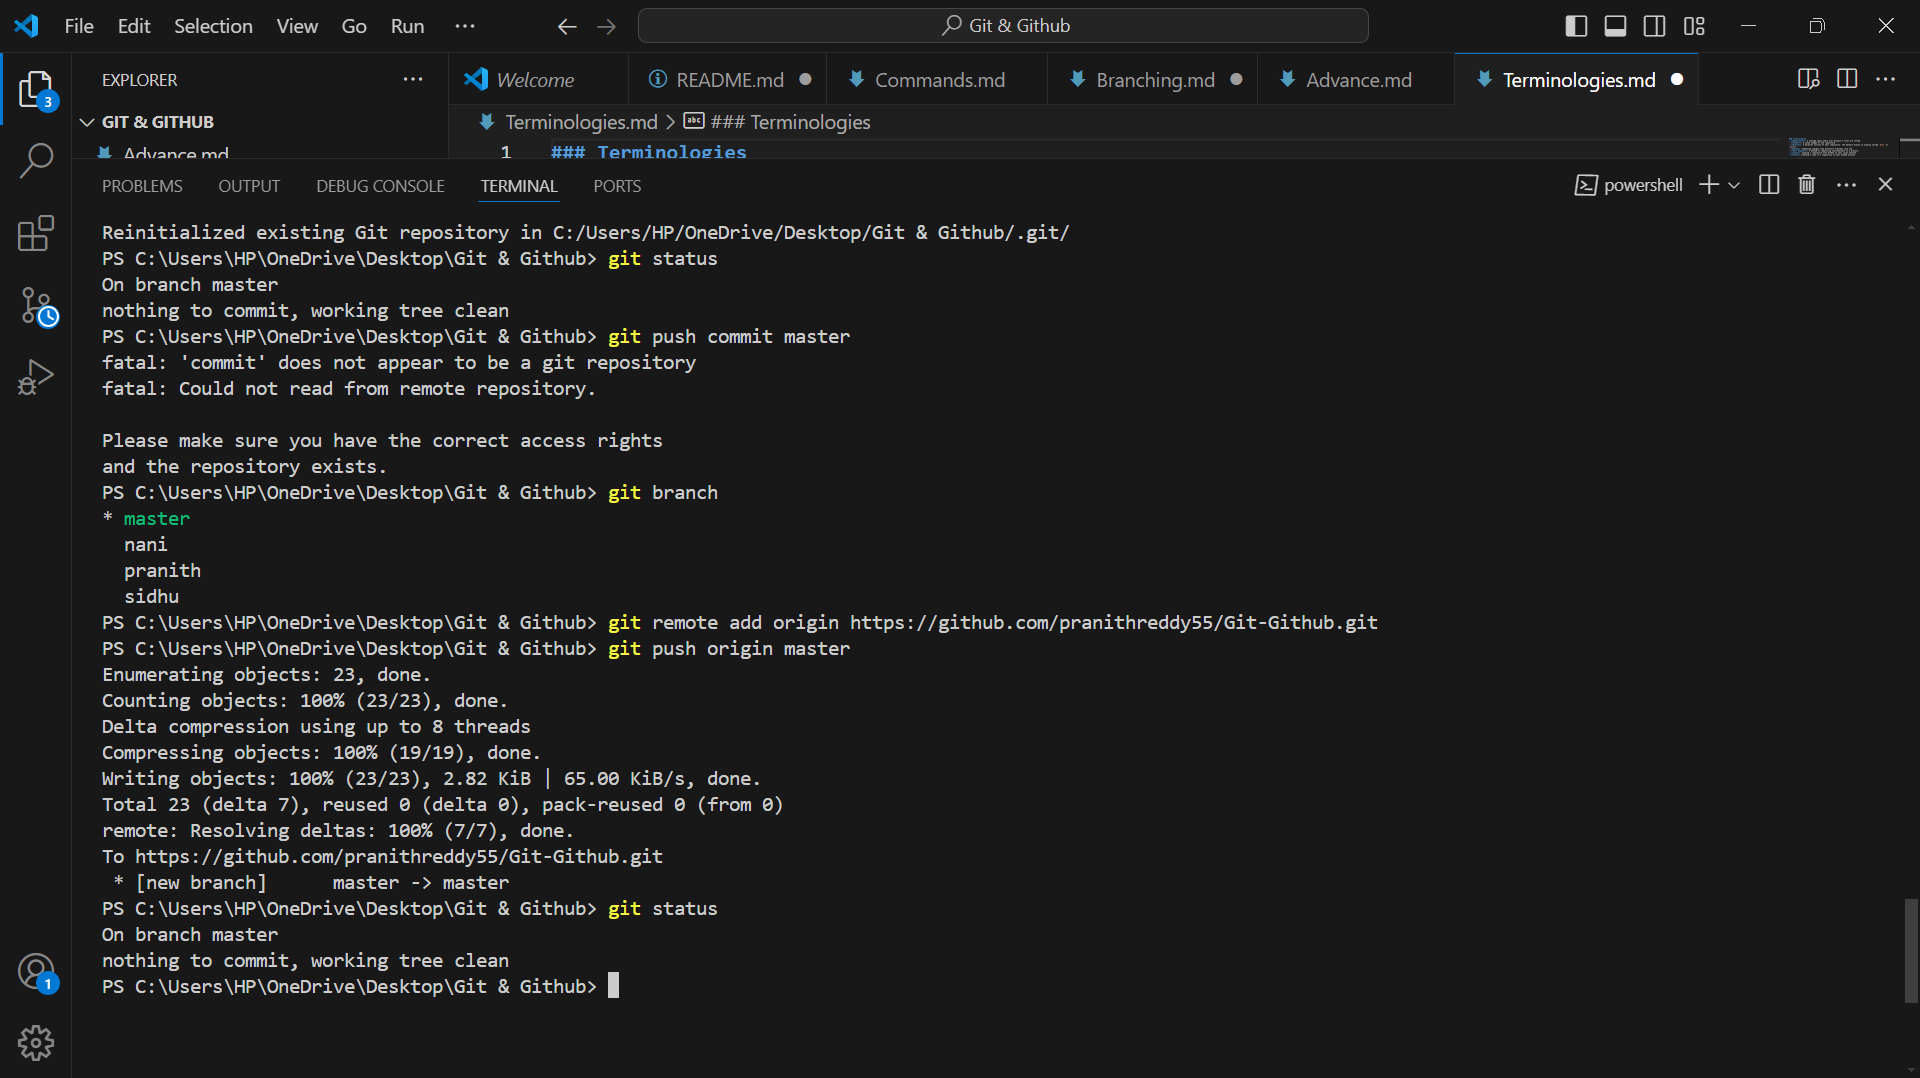 File Edit Selection View Go Run ··· Git & Github
EXPLORER ··· Welcome README.md Commands.md Branching.md Advance.md Terminologies.md ···
3
GIT & GITHUB Terminologies.md > abc ### Terminologies
Advance.md 1 ### Terminologies
PROBLEMS OUTPUT DEBUG CONSOLE TERMINAL PORTS powershell ···
Reinitialized existing Git repository in C:/Users/HP/OneDrive/Desktop/Git & Github/.git/
PS C:\Users\HP\OneDrive\Desktop\Git & Github> git status
On branch master
nothing to commit, working tree clean
PS C:\Users\HP\OneDrive\Desktop\Git & Github> git push commit master
fatal: 'commit' does not appear to be a git repository
fatal: Could not read from remote repository.
Please make sure you have the correct access rights
and the repository exists.
PS C:\Users\HP\OneDrive\Desktop\Git & Github> git branch
* master
nani
pranith
sidhu
PS C:\Users\HP\OneDrive\Desktop\Git & Github> git remote add origin https://github.com/pranithreddy55/Git-Github.git
PS C:\Users\HP\OneDrive\Desktop\Git & Github> git push origin master
Enumerating objects: 23, done.
Counting objects: 100% (23/23), done.
Delta compression using up to 8 threads
Compressing objects: 100% (19/19), done.
Writing objects: 100% (23/23), 2.82 KiB | 65.00 KiB/s, done.
Total 23 (delta 7), reused 0 (delta 0), pack-reused 0 (from 0)
remote: Resolving deltas: 100% (7/7), done.
To https://github.com/pranithreddy55/Git-Github.git
* [new branch]      master -> master
PS C:\Users\HP\OneDrive\Desktop\Git & Github> git status
On branch master
nothing to commit, working tree clean
1
PS C:\Users\HP\OneDrive\Desktop\Git & Github>